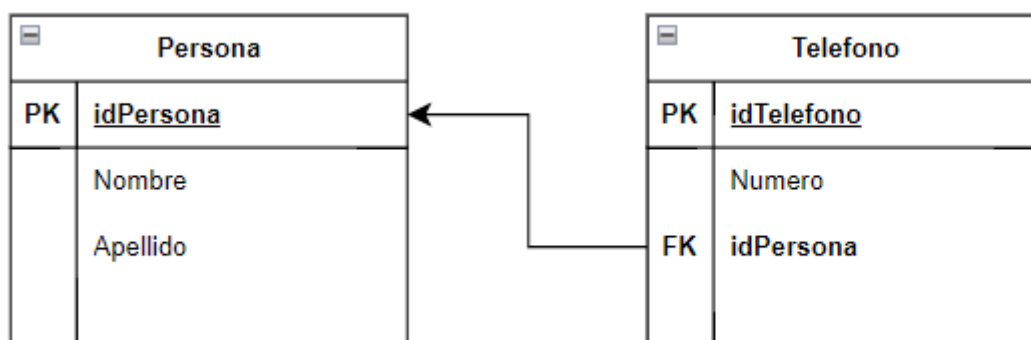 Persona
PK idPersona
Nombre
Apellido
Telefono
PK idTelefono
Numero
FK idPersona